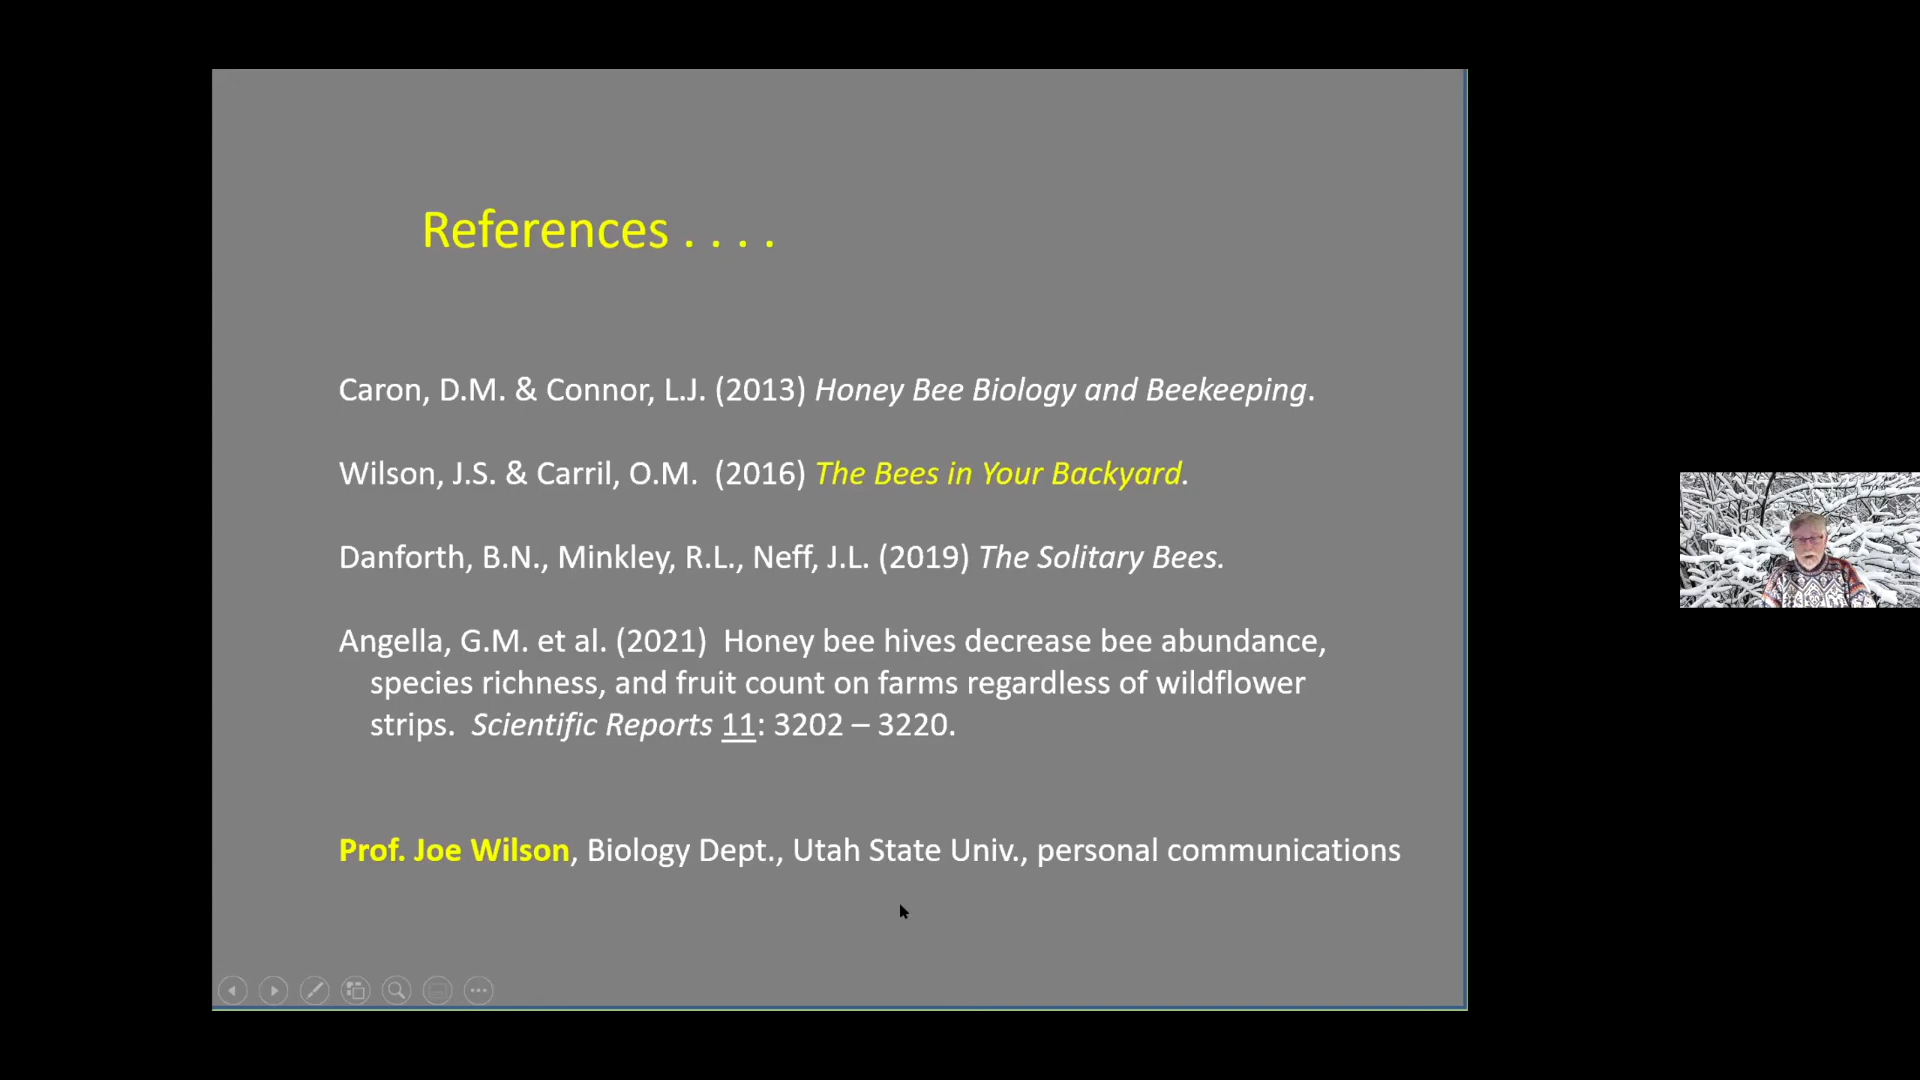 References . . . .
Caron, D.M. & Connor, L.J. (2013) Honey Bee Biology and Beekeeping.
Wilson, J.S. & Carril, O.M.  (2016) The Bees in Your Backyard.
Danforth, B.N., Minkley, R.L., Neff, J.L. (2019) The Solitary Bees.
Angella, G.M. et al. (2021)  Honey bee hives decrease bee abundance,
species richness, and fruit count on farms regardless of wildflower
strips.  Scientific Reports 11: 3202 – 3220.
Prof. Joe Wilson, Biology Dept., Utah State Univ., personal communications